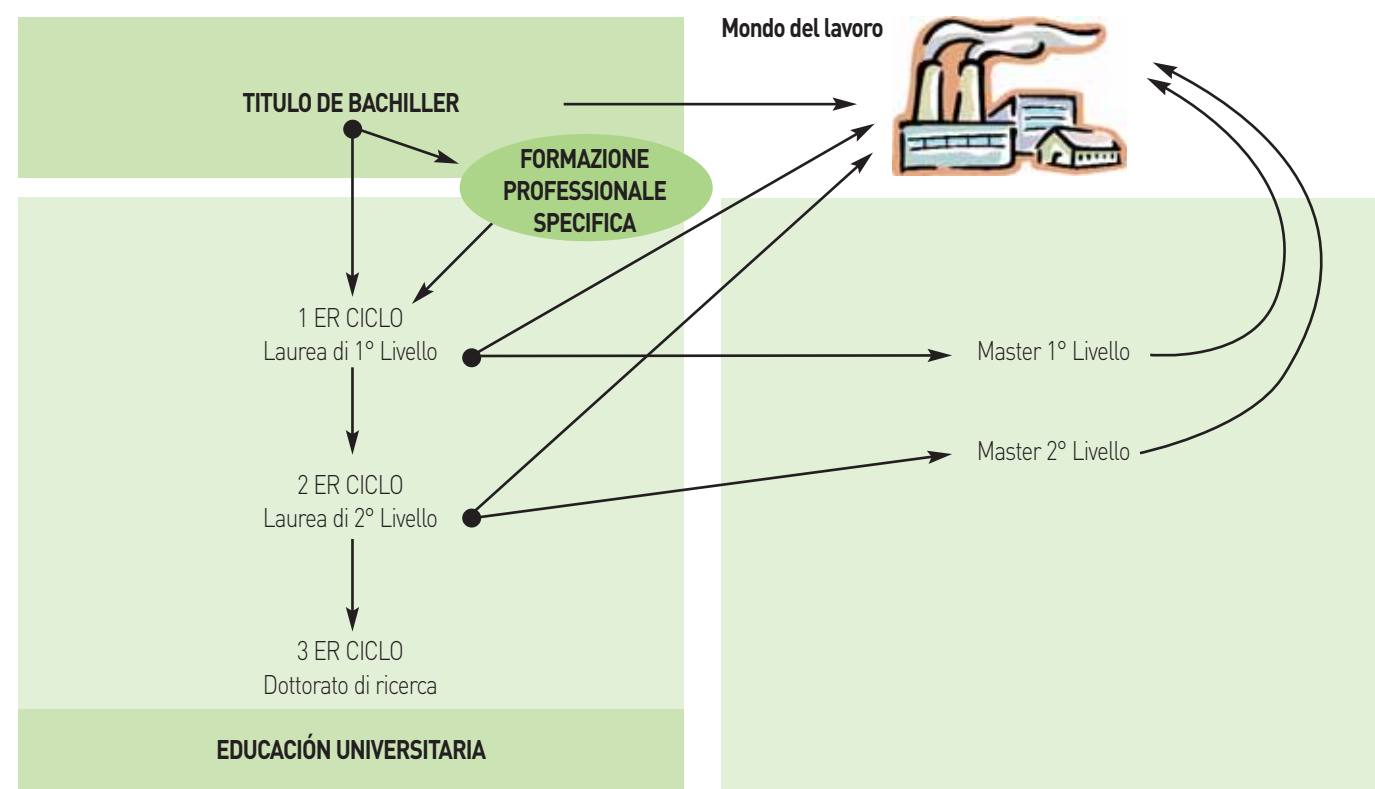 Mondo del lavoro
TITULO DE BACHILLER
FORMAZIONE
PROFESSIONALE
SPECIFICA
1 ER CICLO
Laurea di 1° Livello
Master 1° Livello
Master 2° Livello
2 ER CICLO
Laurea di 2° Livello
3 ER CICLO
Dottorato di ricerca
EDUCACIÓN UNIVERSITARIA